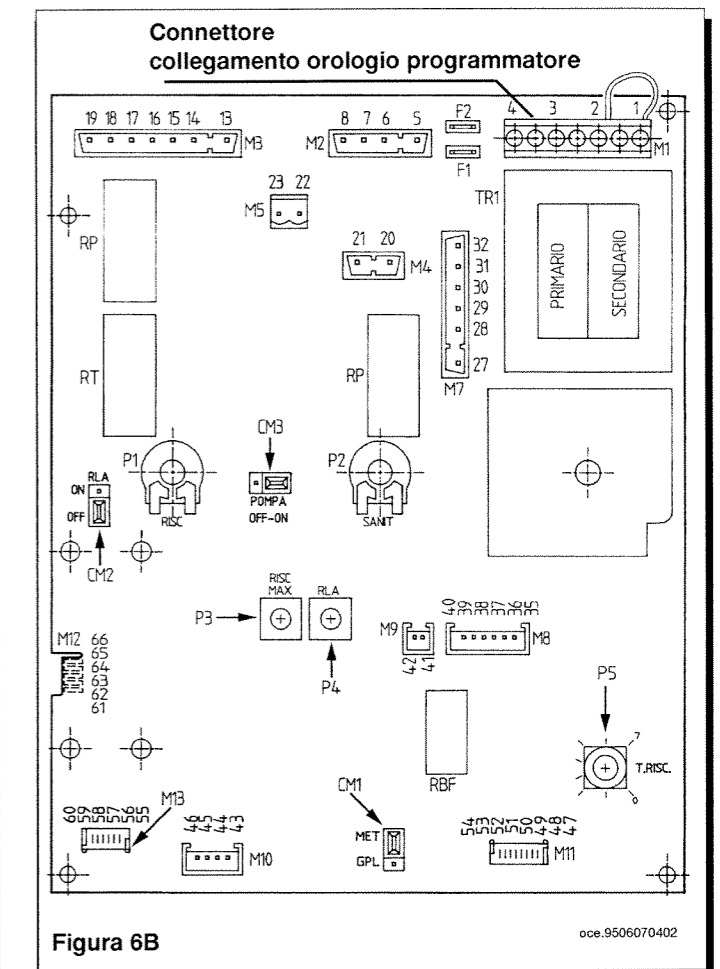 Connettore
collegamento orologio programmatore
19 18 17 16 15 14 13
M3
8 7 6 5
M2
F2
F1
4 3 2 1
M1
23 22
M5
TR1
RP
21 20
M4
32
31
30
29
28
27
M7
PRIMARIO
SECONDARIO
RT
RP
CM3
P1
P2
RLA
ON
OFF
RISC
POMPA
OFF-ON
SANIT
CM2
RISC
MAX
RLA
P3
P4
40 39 38 37 36 35
M9
M8
42 41
M12
66
65
64
63
62
61
P5
7
T.RISC.
0
RBF
CM1
M13
60 59 58 57 56 55
46 45 44 43
M10
MET
GPL
54 53 52 51 50 49 48 47
M11
Figura 6B
oce.9506070402